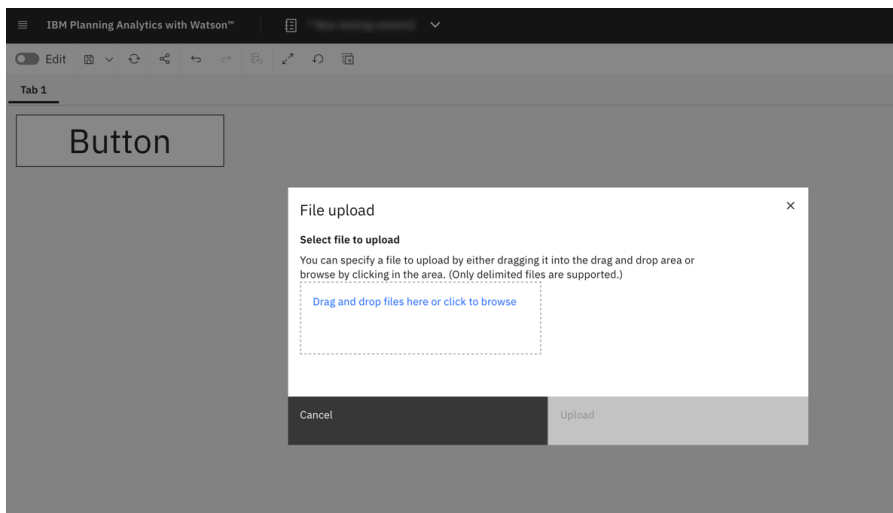 IBM Planning Analytics with Watson™
Edit
Tab 1
Button
File upload
Select file to upload
You can specify a file to upload by either dragging it into the drag and drop area or
browse by clicking in the area. (Only delimited files are supported.)
Drag and drop files here or click to browse
Cancel
Upload